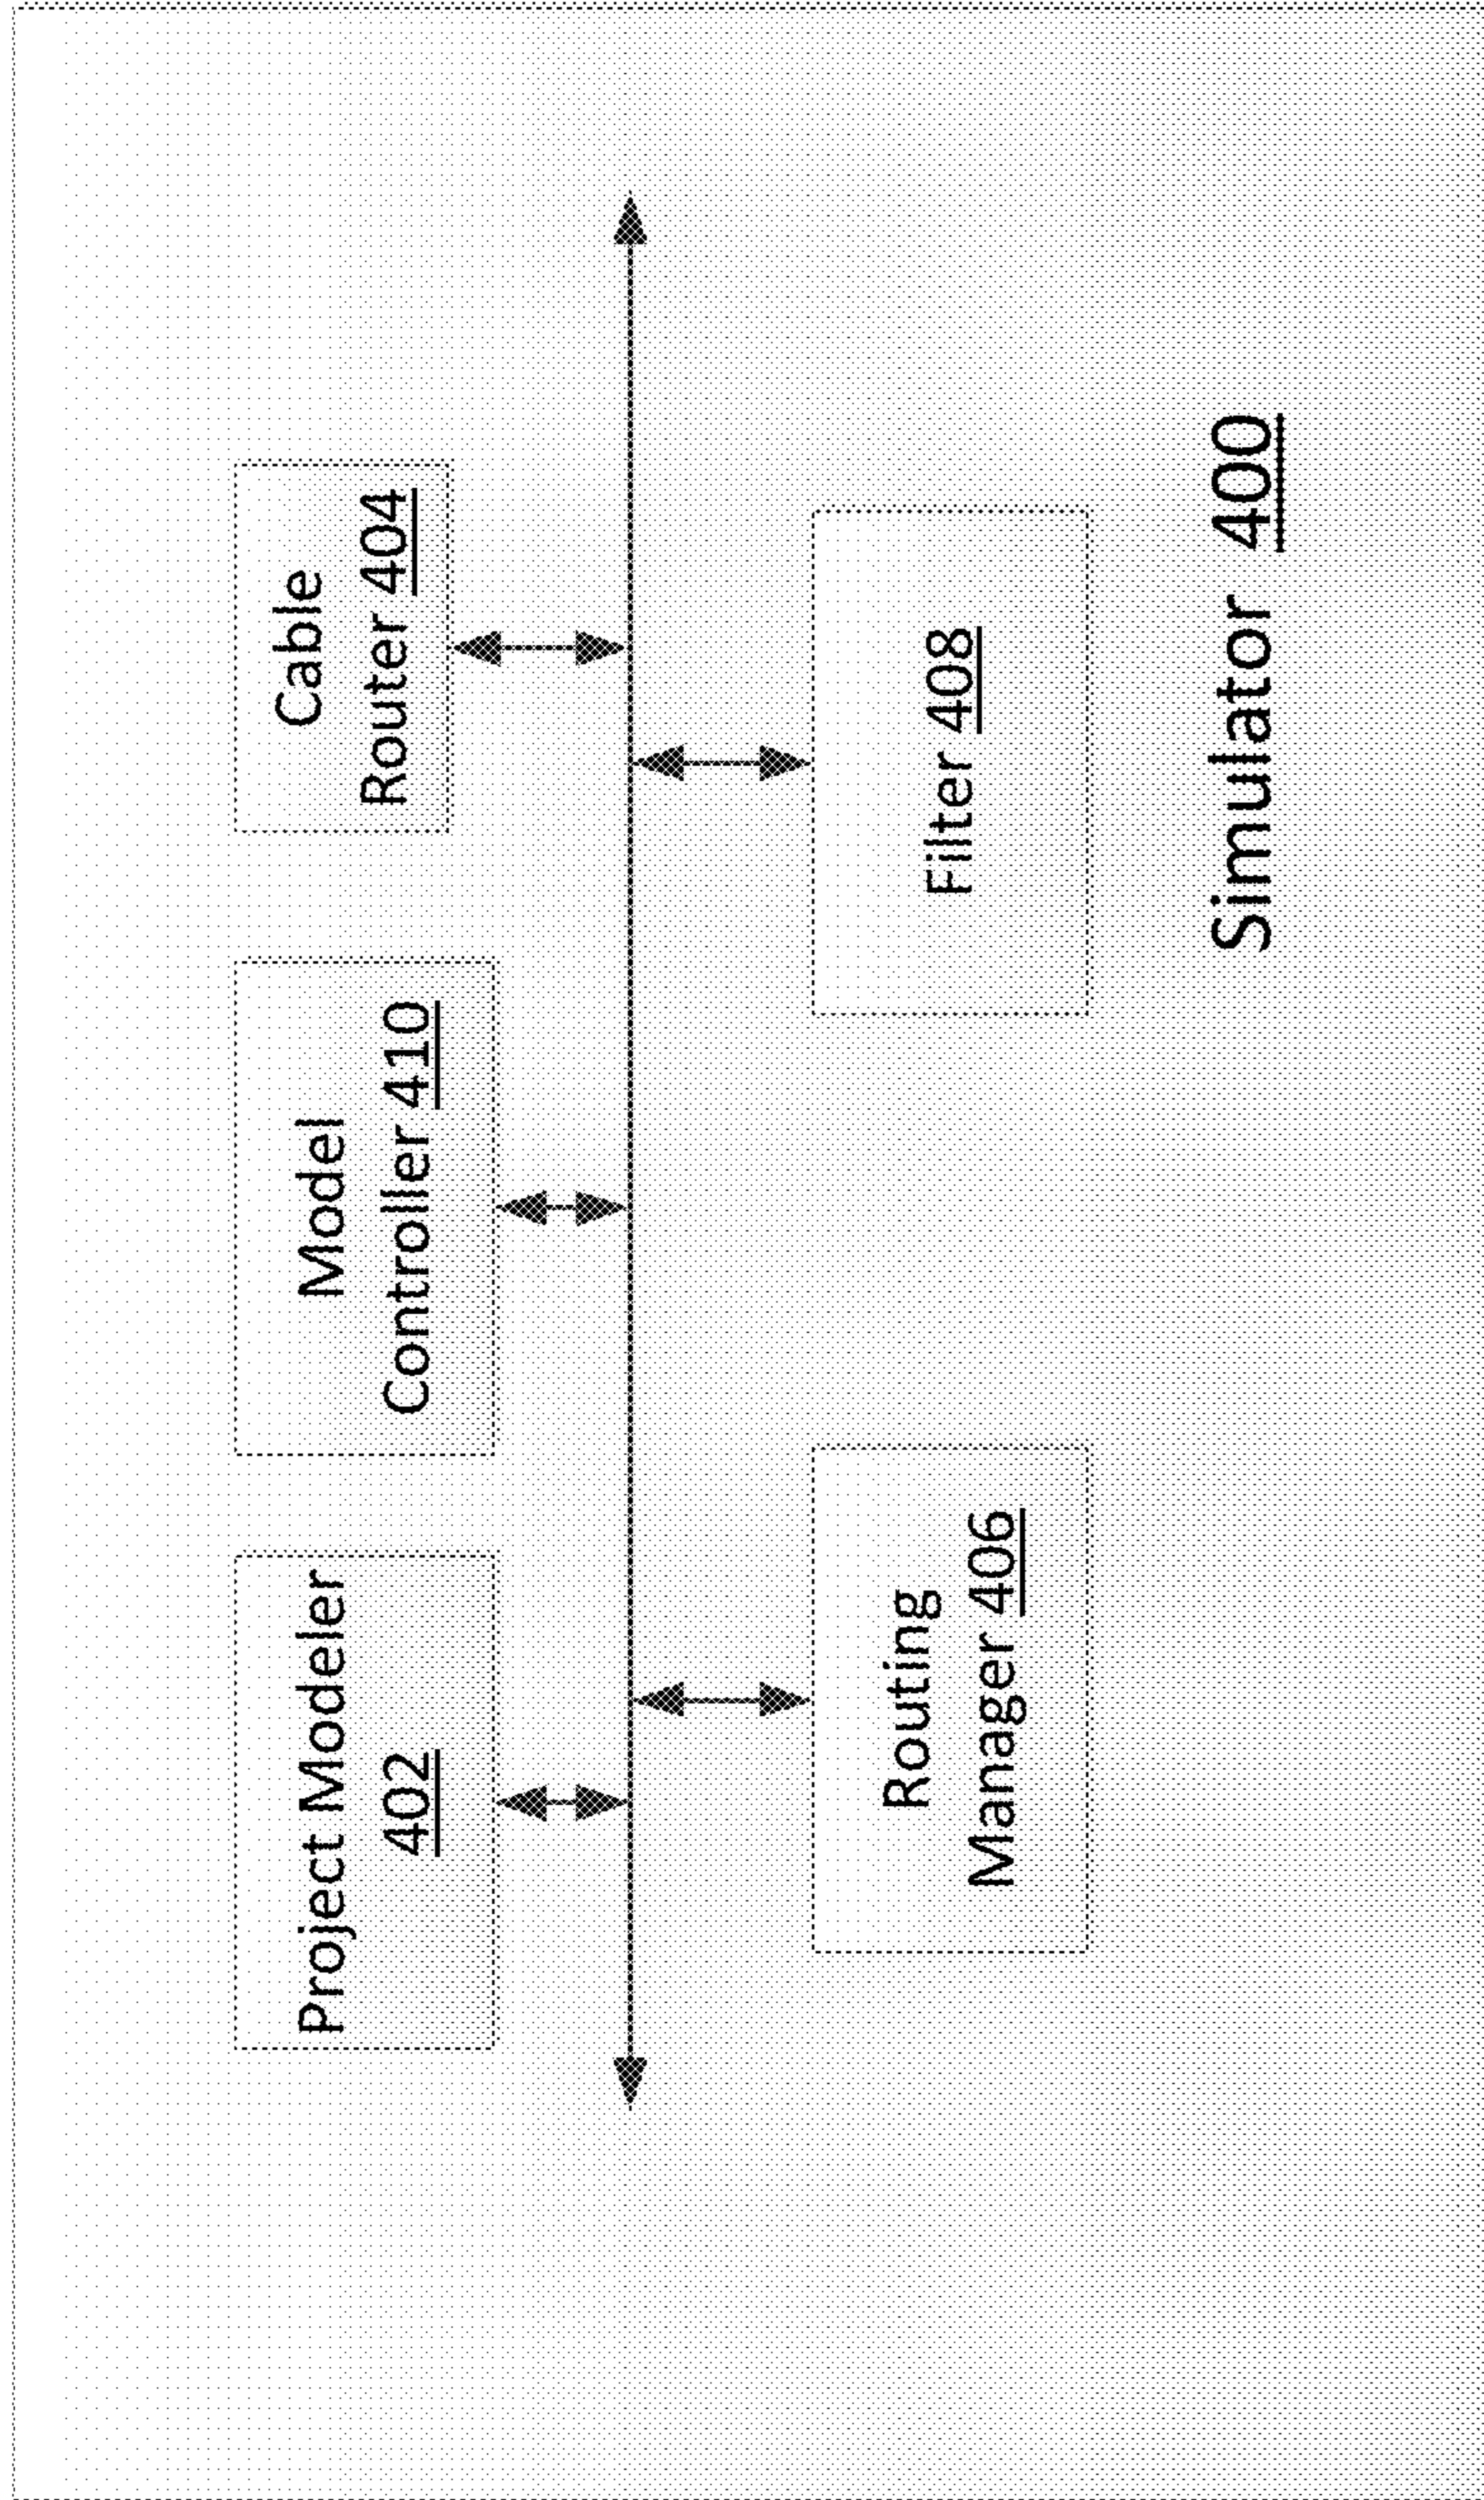 Project Modeler
402
Model
Controller 410
Cable
Router 404
Routing
Manager 406
Filter 408
Simulator 400